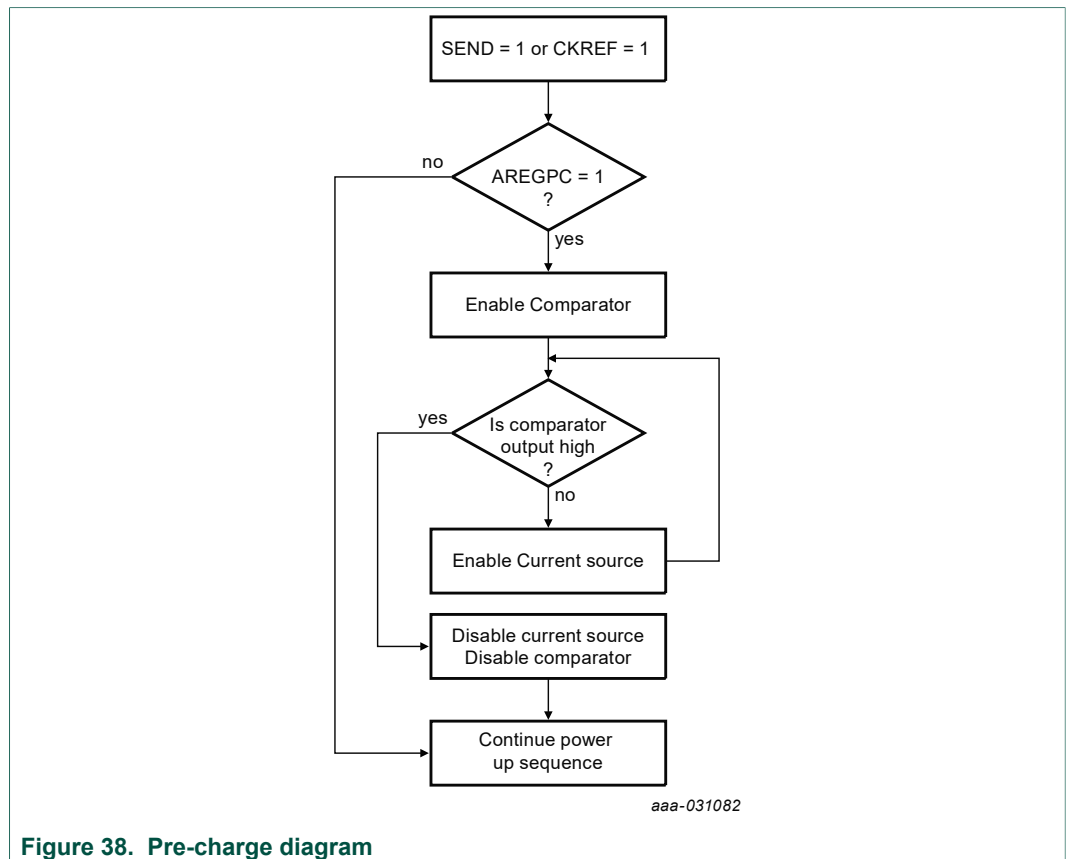 SEND = 1 or CKREF = 1
no
AREGPC = 1
?
yes
Enable Comparator
yes
Is comparator
output high
?
no
Enable Current source
Disable current source
Disable comparator
Continue power
up sequence
aaa-031082
Figure 38. Pre-charge diagram